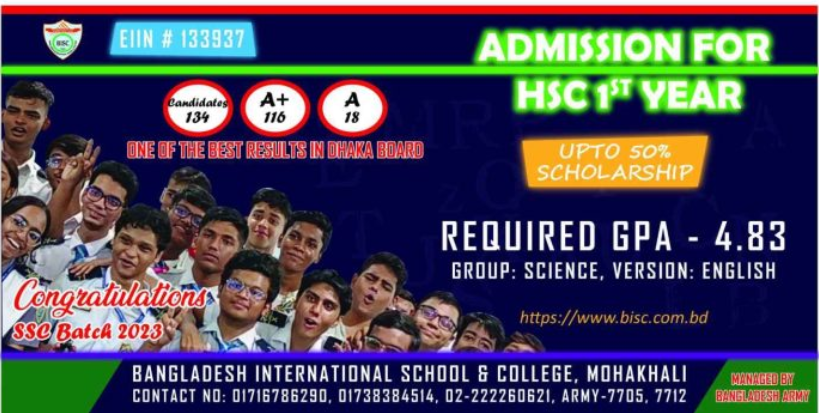 BISC
EIIN # 133937
ADMISSION FOR
HSC 1ST YEAR
Candidates
134
A+
116
A
18
ONE OF THE BEST RESULTS IN DHAKA BOARD
UPTO 50%
SCHOLARSHIP
REQUIRED GPA - 4.83
GROUP: SCIENCE, VERSION: ENGLISH
Congratulations
SSC Batch 2023
https://www.bisc.com.bd
BANGLADESH INTERNATIONAL SCHOOL & COLLEGE, MOHAKHALI
CONTACT NO: 01716786290, 01738384514, 02-222260621, ARMY-7705, 7712
MANAGED BY
BANGLADESH ARMY